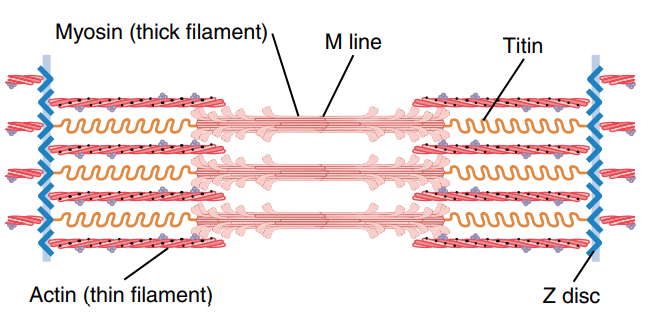 Myosin (thick filament)
M line
Titin
Actin (thin filament)
Z disc